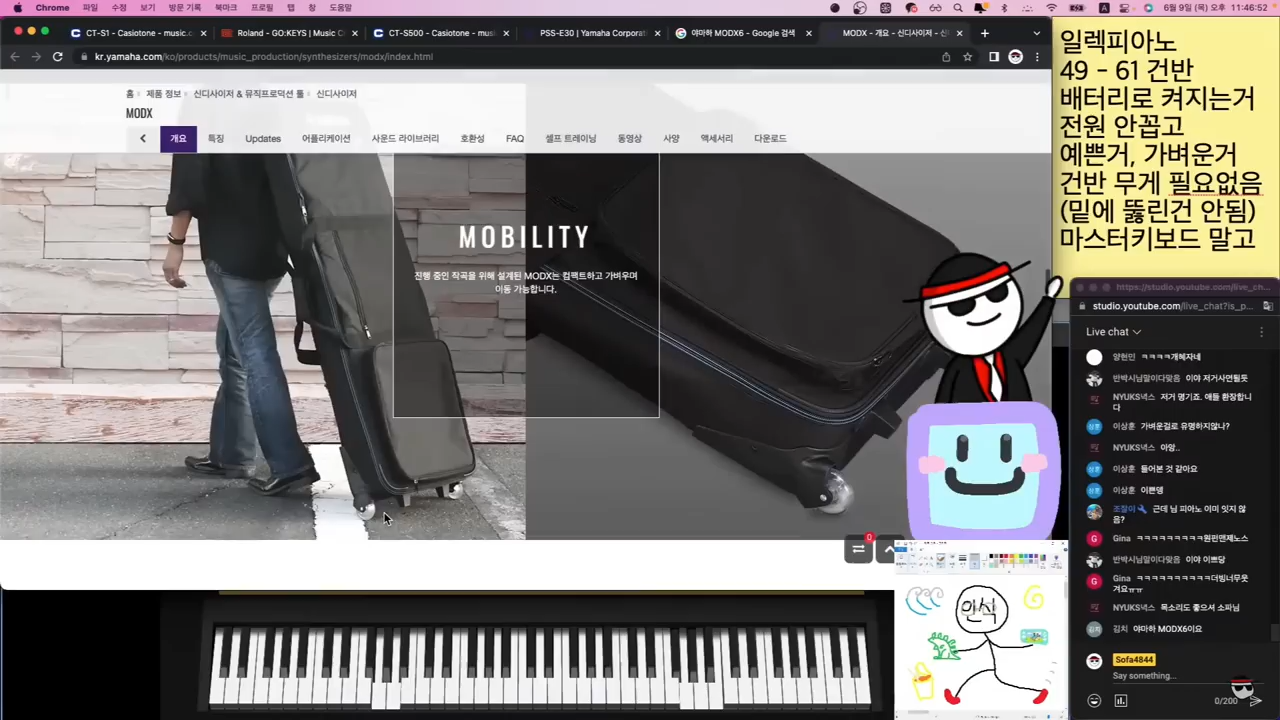 Chrome 파일 수정 보기 방문 기록 북마크 프로필 탭 창 도움말
6월 9일 (목) 오후 11:46:52
CT-S1 - Casiotone - music.c
Roland - GO:KEYS | Music C
CT-S500 - Casiotone - mus
PSS-E30 | Yamaha Corporat
야마하 MODX6 - Google 검색
MODX - 개요 - 신디사이저 - 신
kr.yamaha.com/ko/products/music_production/synthesizers/modx/index.html
홈 제품 정보 신디사이저 & 뮤직프로덕션 툴 신디사이저
MODX
개요 특징 Updates 어플리케이션 사운드 라이브러리 호환성 FAQ 셀프 트레이닝 동영상 사양 액세서리 다운로드
MOBILITY
진행 중인 작곡을 위해 설계된 MODX는 컴팩트하고 가벼우며
이동 가능합니다.
0
안식
일렉피아노
49 - 61 건반
배터리로 켜지는거
전원 안꼽고
예쁜거, 가벼운거
건반 무게 필요없음
(밑에 뚫린건 안됨)
마스터키보드 말고
https://studio.youtube.com/live_ch...
studio.youtube.com/live_chat?is_p...
Live chat
양현민 ㅋㅋㅋㅋ개혜자네
반박시님말이다맞음 이야 저거사연될듯
NYUKS넉스 저거 명기죠. 애들 환장합니
다
이상훈 가벼운걸로 유명하지않나?
NYUKS넉스 아앙..
이상훈 들어본 것 같아요
이상훈 이쁜뎅
조잘이 근데 님 피아노 이미 잇지 않
음?
Gina ㅋㅋㅋㅋㅋㅋㅋㅋㅋ원펀맨제노스
반박시님말이다맞음 이야 이쁘당
Gina ㅋㅋㅋㅋㅋㅋㅋㅋㅋㅋ더빙너무웃
겨요ㅠㅠ
NYUKS넉스 목소리도 좋으셔 소파님
김치 야마하 MODX6이요
Sofa4844
Say something...
0/200